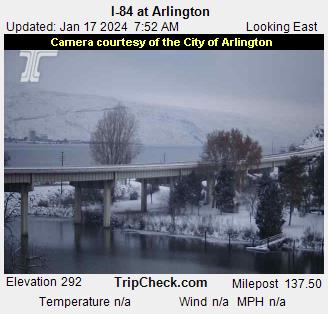 I-84 at Arlington
Updated: Jan 17 2024 7:52 AM Looking East
Camera courtesy of the City of Arlington
Elevation 292 TripCheck.com Milepost 137.50
Temperature n/a Wind n/a MPH n/a